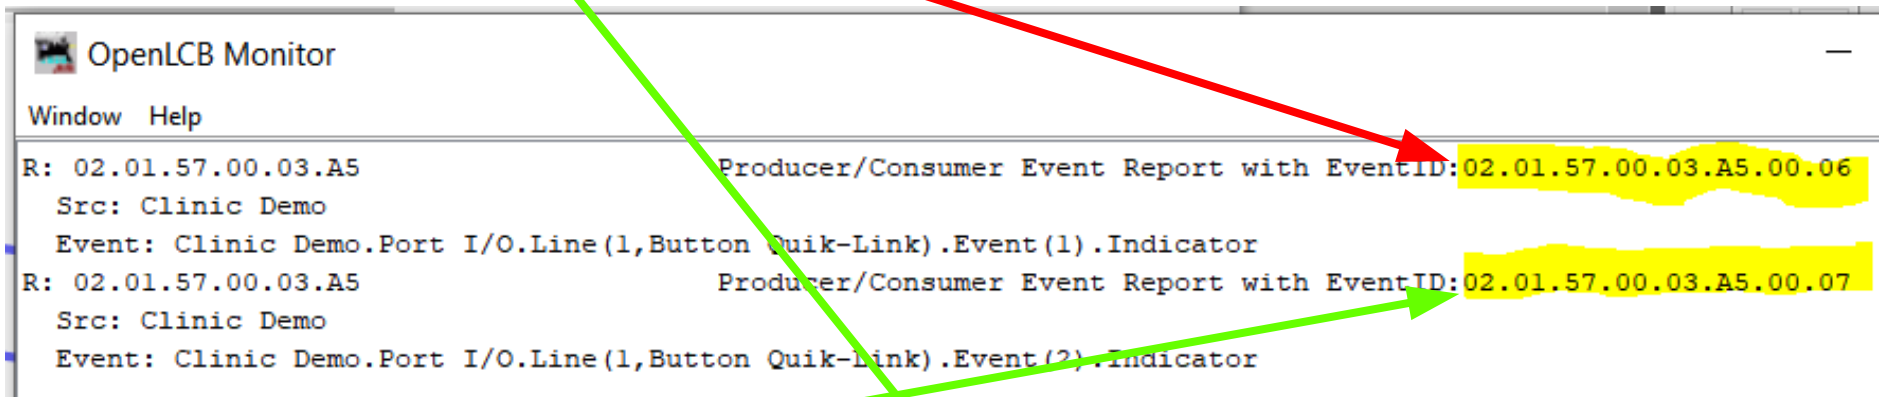 OpenLCB Monitor
Window Help
R: 02.01.57.00.03.A5 Producer/Consumer Event Report with EventID:02.01.57.00.03.A5.00.06
Src: Clinic Demo
Event: Clinic Demo.Port I/O.Line(1,Button Quik-Link).Event(1).Indicator
R: 02.01.57.00.03.A5 Producer/Consumer Event Report with EventID:02.01.57.00.03.A5.00.07
Src: Clinic Demo
Event: Clinic Demo.Port I/O.Line(1,Button Quik-Link).Event(2).Indicator